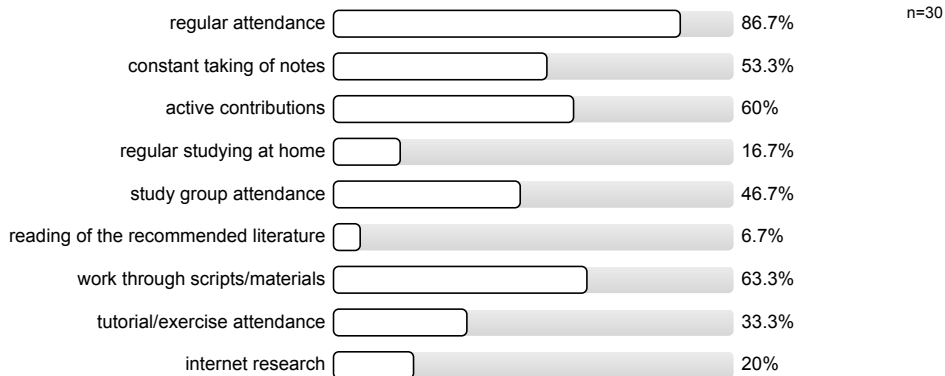 n=30
regular attendance 86.7%
constant taking of notes 53.3%
active contributions 60%
regular studying at home 16.7%
study group attendance 46.7%
reading of the recommended literature 6.7%
work through scripts/materials 63.3%
tutorial/exercise attendance 33.3%
internet research 20%